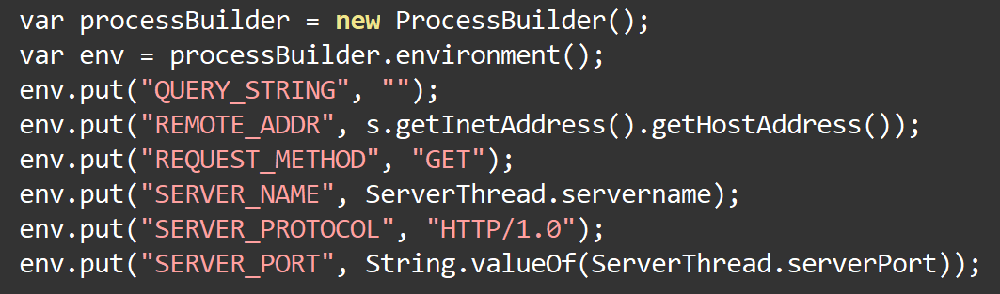 var processBuilder = new ProcessBuilder();
var env = processBuilder.environment();
env.put("QUERY_STRING", "");
env.put("REMOTE_ADDR", s.getInetAddress().getHostAddress());
env.put("REQUEST_METHOD", "GET");
env.put("SERVER_NAME", ServerThread.servername);
env.put("SERVER_PROTOCOL", "HTTP/1.0");
env.put("SERVER_PORT", String.valueOf(ServerThread.serverPort));